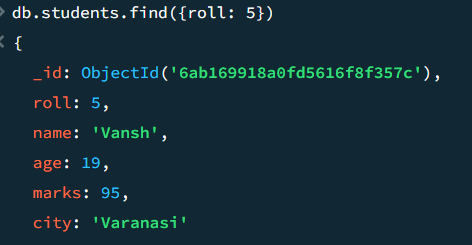 db.students.find({roll: 5})
{
_id: ObjectId('6ab169918a0fd5616f8f357c'),
roll: 5,
name: 'Vansh',
age: 19,
marks: 95,
city: 'Varanasi'